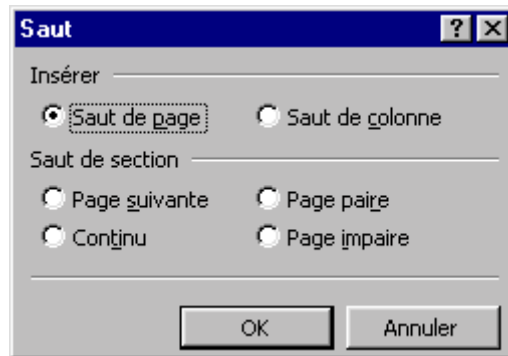 Saut
Insérer
Saut de page Saut de colonne
Saut de section
Page suivante Page paire
Continu Page impaire
OK Annuler